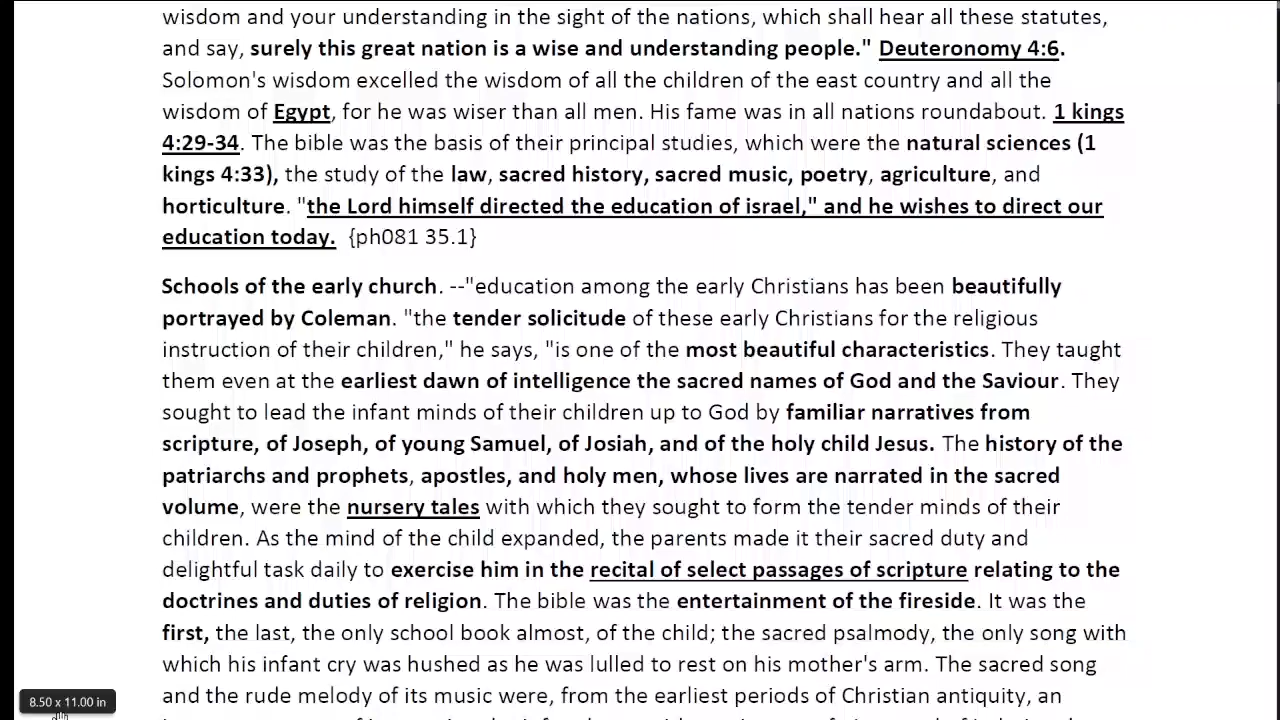 wisdom and your understanding in the sight of the nations, which shall hear all these statutes,
and say, surely this great nation is a wise and understanding people." Deuteronomy 4:6.
Solomon's wisdom excelled the wisdom of all the children of the east country and all the
wisdom of Egypt, for he was wiser than all men. His fame was in all nations roundabout. 1 kings
4:29-34. The bible was the basis of their principal studies, which were the natural sciences (1
kings 4:33), the study of the law, sacred history, sacred music, poetry, agriculture, and
horticulture. "the Lord himself directed the education of israel," and he wishes to direct our
education today. {ph081 35.1}
Schools of the early church. --"education among the early Christians has been beautifully
portrayed by Coleman. "the tender solicitude of these early Christians for the religious
instruction of their children," he says, "is one of the most beautiful characteristics. They taught
them even at the earliest dawn of intelligence the sacred names of God and the Saviour. They
sought to lead the infant minds of their children up to God by familiar narratives from
scripture, of Joseph, of young Samuel, of Josiah, and of the holy child Jesus. The history of the
patriarchs and prophets, apostles, and holy men, whose lives are narrated in the sacred
volume, were the nursery tales with which they sought to form the tender minds of their
children. As the mind of the child expanded, the parents made it their sacred duty and
delightful task daily to exercise him in the recital of select passages of scripture relating to the
doctrines and duties of religion. The bible was the entertainment of the fireside. It was the
first, the last, the only school book almost, of the child; the sacred psalmody, the only song with
which his infant cry was hushed as he was lulled to rest on his mother's arm. The sacred song
and the rude melody of its music were, from the earliest periods of Christian antiquity, an
8.50 x 11.00 in